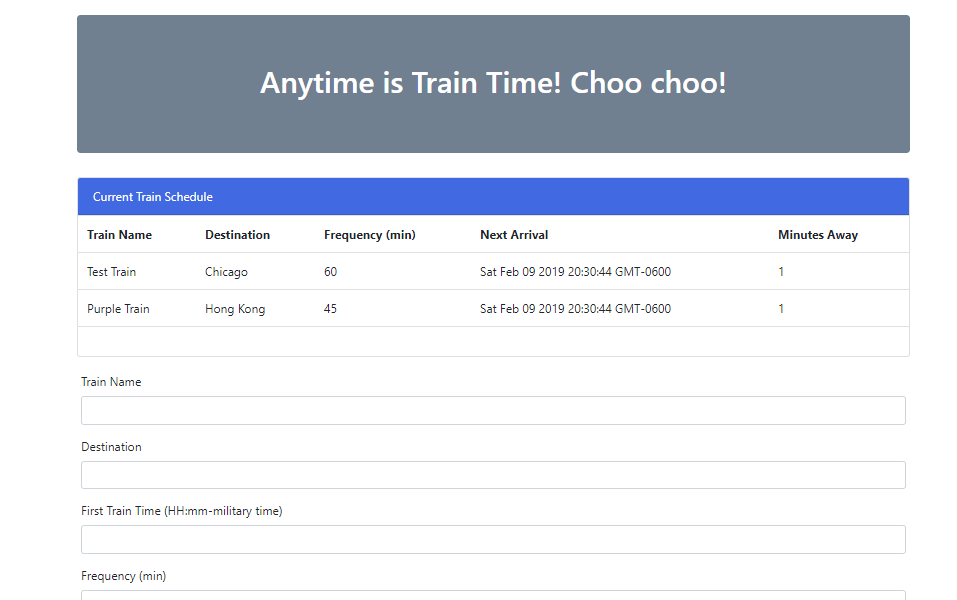 Anytime is Train Time! Choo choo!
Current Train Schedule
Train Name Destination Frequency (min) Next Arrival Minutes Away
Test Train Chicago 60 Sat Feb 09 2019 20:30:44 GMT-0600 1
Purple Train Hong Kong 45 Sat Feb 09 2019 20:30:44 GMT-0600 1
Train Name
Destination
First Train Time (HH:mm-military time)
Frequency (min)